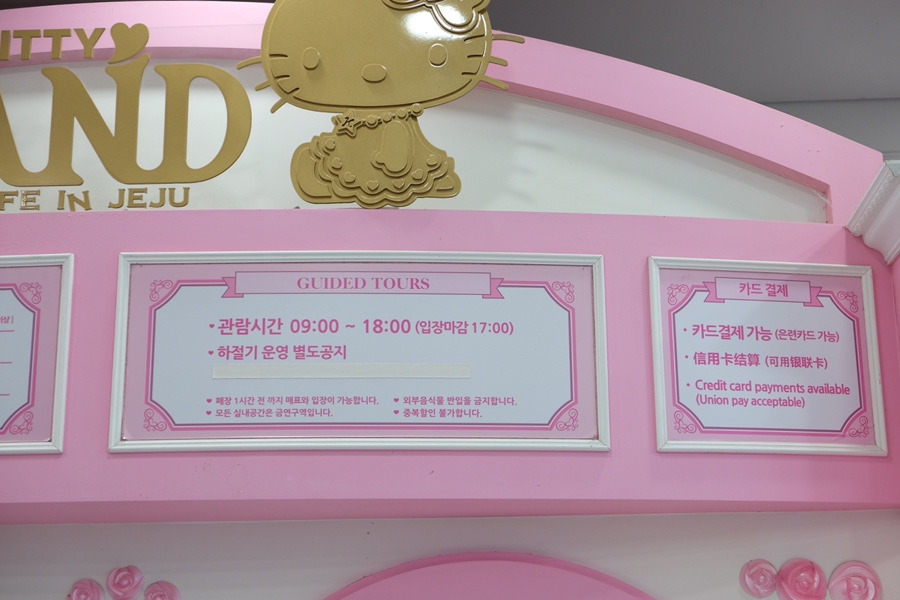 ITTY
AND
FE IN JEJU
GUIDED TOURS
관람시간 09:00 ~ 18:00 (입장마감 17:00)
하절기 운영 별도공지
폐장 1시간 전 까지 매표와 입장이 가능합니다.
모든 실내공간은 금연구역입니다.
외부음식물 반입을 금지합니다.
중복할인 불가합니다.
카드 결제
카드결제 가능 (은련카드 가능)
信用卡结算 (可用银联卡)
Credit card payments available
(Union pay acceptable)